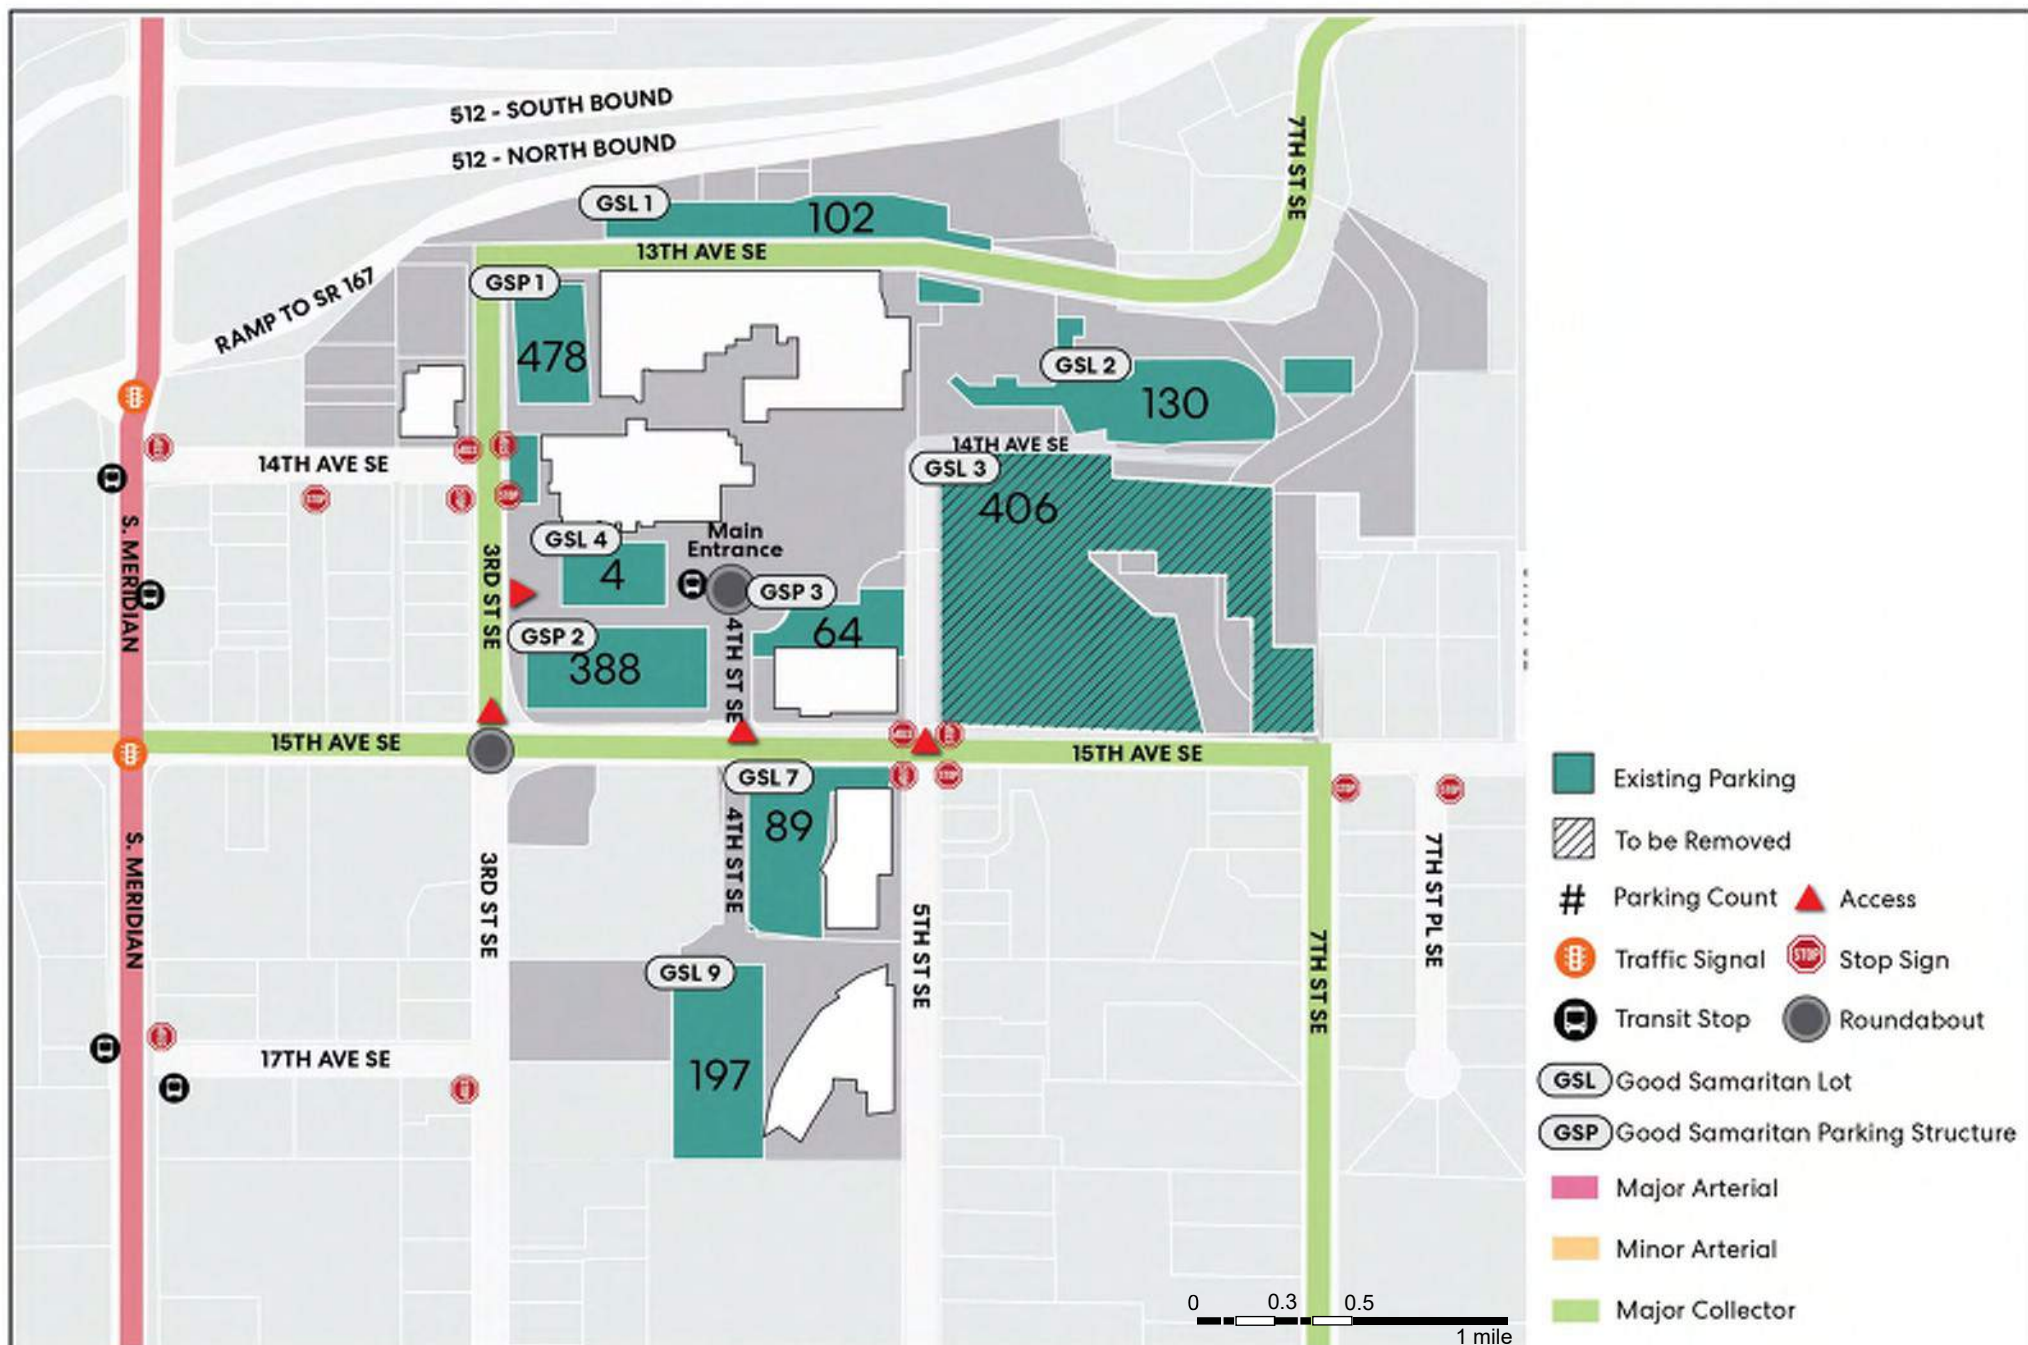 512 - SOUTH BOUND
512 - NORTH BOUND
7TH ST SE
GSL 1
102
13TH AVE SE
RAMP TO SR 167
GSP 1
478
GSL 2
130
14TH AVE SE
14TH AVE SE
GSL 3
406
STOP
STOP
S. MERIDIAN
3RD ST SE
GSL 4
4
Main
Entrance
GSP 3
64
GSP 2
388
4TH ST SE
15TH AVE SE
15TH AVE SE
GSL 7
89
4TH ST SE
STOP
STOP
STOP
S. MERIDIAN
3RD ST SE
5TH ST SE
7TH ST SE
7TH ST PL SE
GSL 9
197
17TH AVE SE
Existing Parking
To be Removed
# Parking Count
Access
Traffic Signal
STOP Stop Sign
Transit Stop
Roundabout
GSL Good Samaritan Lot
GSP Good Samaritan Parking Structure
Major Arterial
Minor Arterial
Major Collector
0 0.3 0.5
1 mile